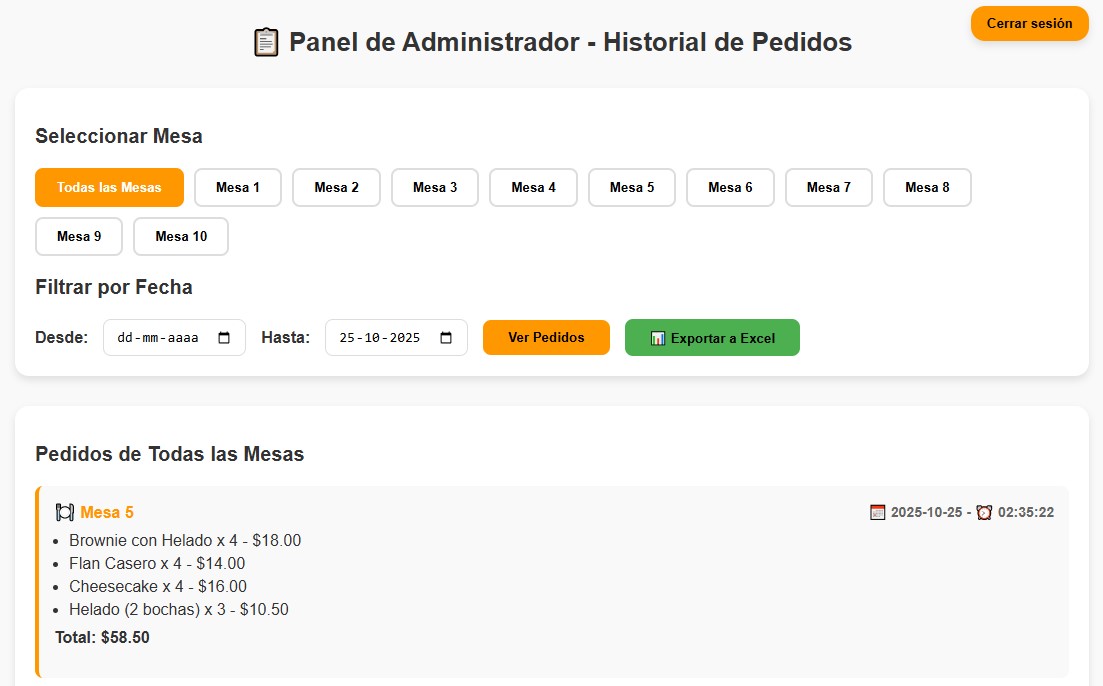 Cerrar sesión
📋 Panel de Administrador - Historial de Pedidos
Seleccionar Mesa
Todas las Mesas Mesa 1 Mesa 2 Mesa 3 Mesa 4 Mesa 5 Mesa 6 Mesa 7 Mesa 8
Mesa 9 Mesa 10
Filtrar por Fecha
Desde: dd-mm-aaaa Hasta: 25-10-2025 Ver Pedidos 📊 Exportar a Excel
Pedidos de Todas las Mesas
🍽️ Mesa 5 📅 2025-10-25 - ⏰ 02:35:22
• Brownie con Helado x 4 - $18.00
• Flan Casero x 4 - $14.00
• Cheesecake x 4 - $16.00
• Helado (2 bochas) x 3 - $10.50
Total: $58.50